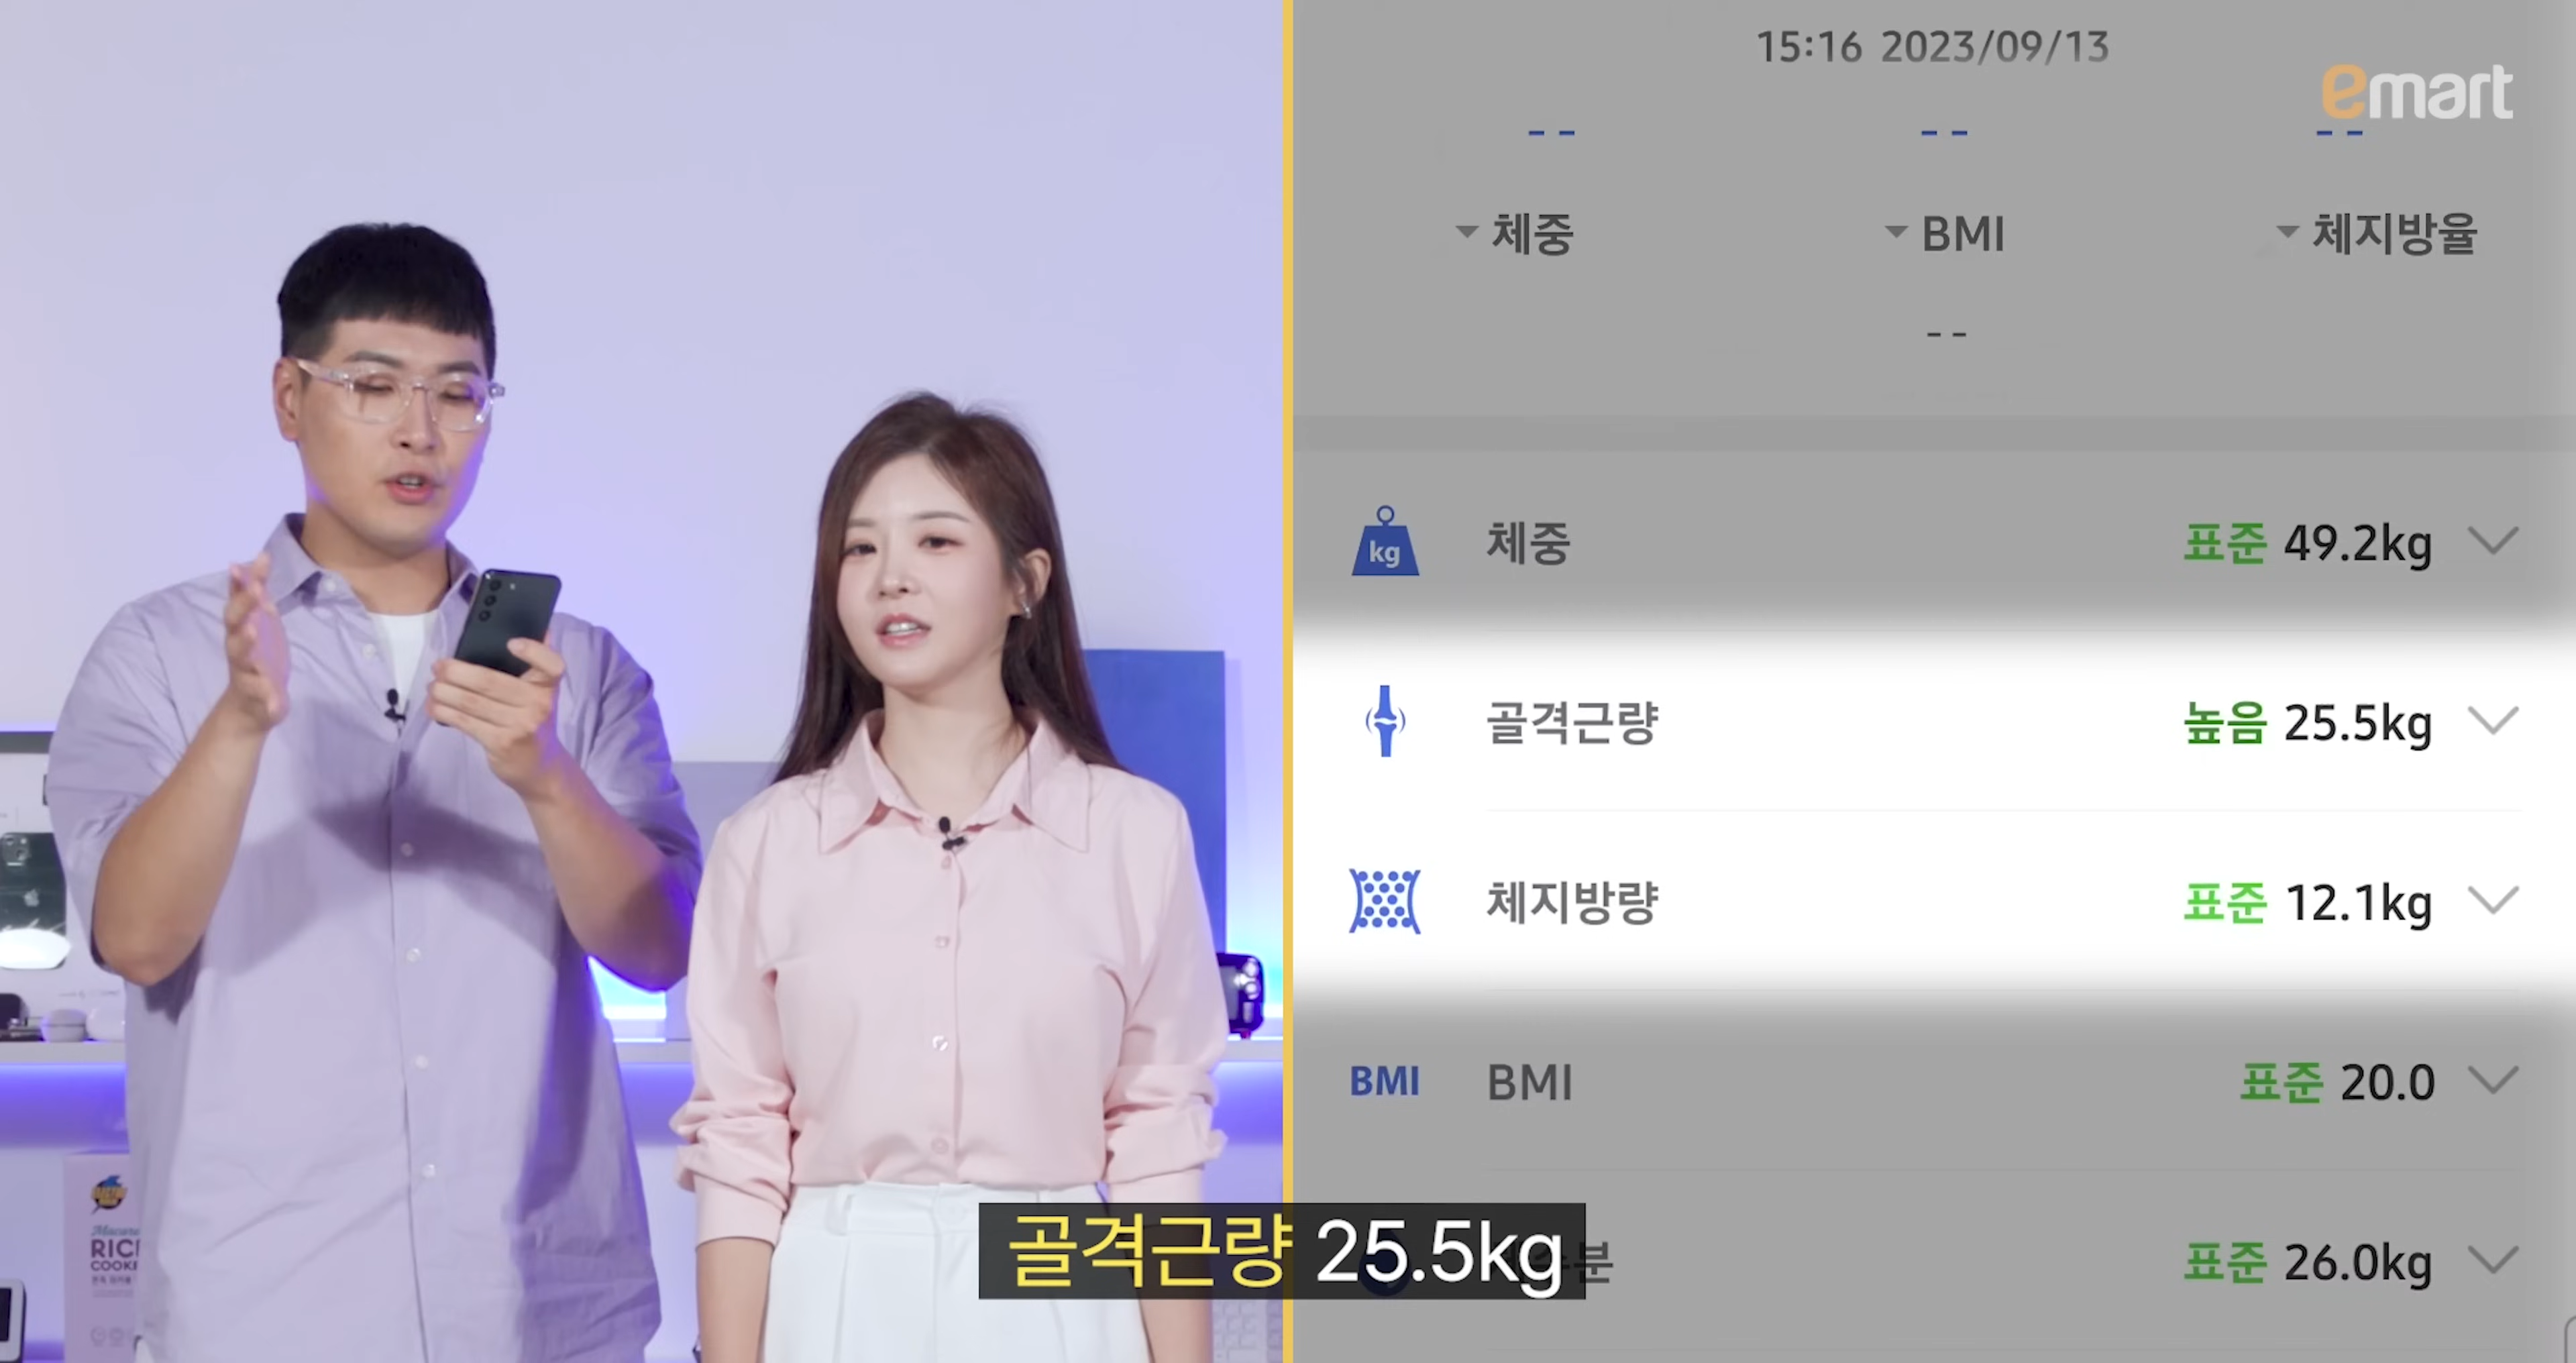 15:16 2023/09/13
emart
-- -- --
체중 BMI 체지방율
--
kg 체중 표준 49.2kg
골격근량 높음 25.5kg
체지방량 표준 12.1kg
BMI BMI 표준 20.0
표준 26.0kg
골격근량 25.5kg
RICE